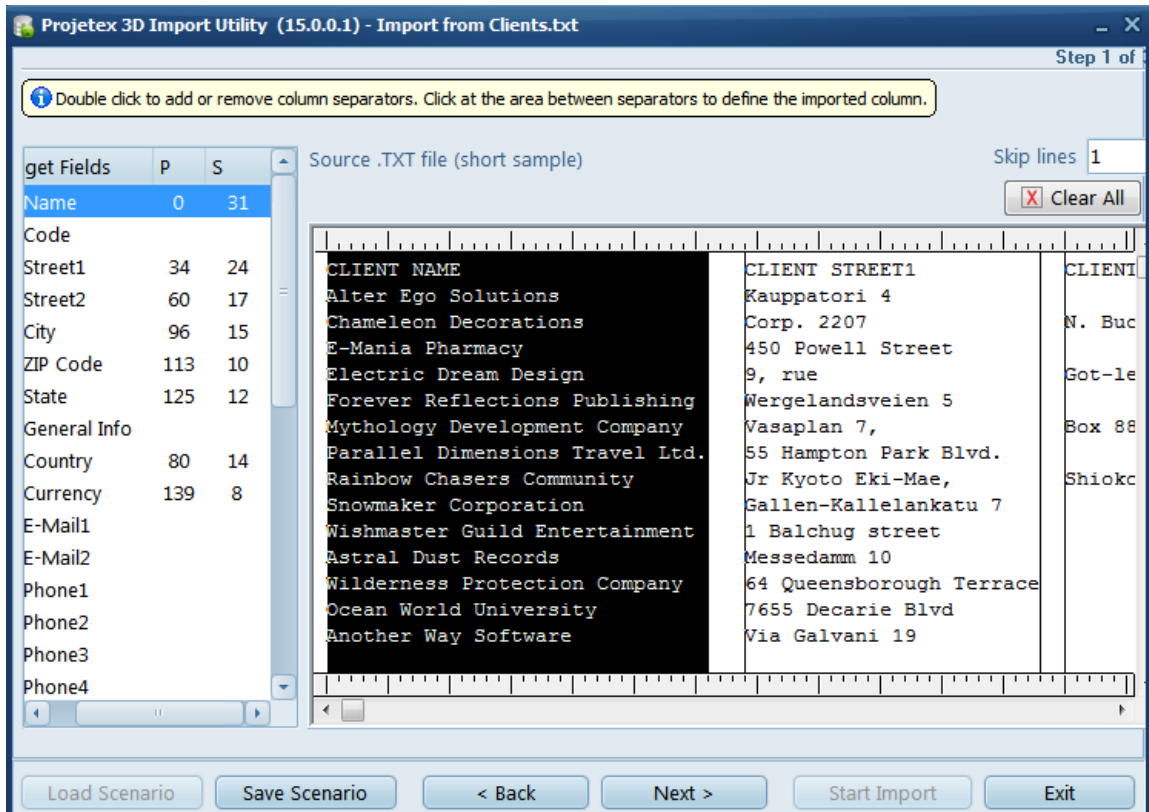 Projetex 3D Import Utility (15.0.0.1) - Import from Clients.txt
Step 1 of
Double click to add or remove column separators. Click at the area between separators to define the imported column.
get Fields P S
Name 0 31
Code
Street1 34 24
Street2 60 17
City 96 15
ZIP Code 113 10
State 125 12
General Info
Country 80 14
Currency 139 8
E-Mail1
E-Mail2
Phone1
Phone2
Phone3
Phone4
Source .TXT file (short sample)
Skip lines 1
X Clear All
CLIENT NAME CLIENT STREET1 CLIENT
Alter Ego Solutions Kauppatori 4
Chameleon Decorations Corp. 2207 N. Buc
E-Mania Pharmacy 450 Powell Street
Electric Dream Design 9, rue Got-le
Forever Reflections Publishing Wergelandsveien 5
Mythology Development Company Vasaplan 7, Box 88
Parallel Dimensions Travel Ltd. 55 Hampton Park Blvd.
Rainbow Chasers Community Jr Kyoto Eki-Mae, Shioko
Snowmaker Corporation Gallen-Kallelankatu 7
Wishmaster Guild Entertainment 1 Balchug street
Astral Dust Records Messedamm 10
Wilderness Protection Company 64 Queensborough Terrace
Ocean World University 7655 Decarie Blvd
Another Way Software Via Galvani 19
Load Scenario Save Scenario < Back Next > Start Import Exit